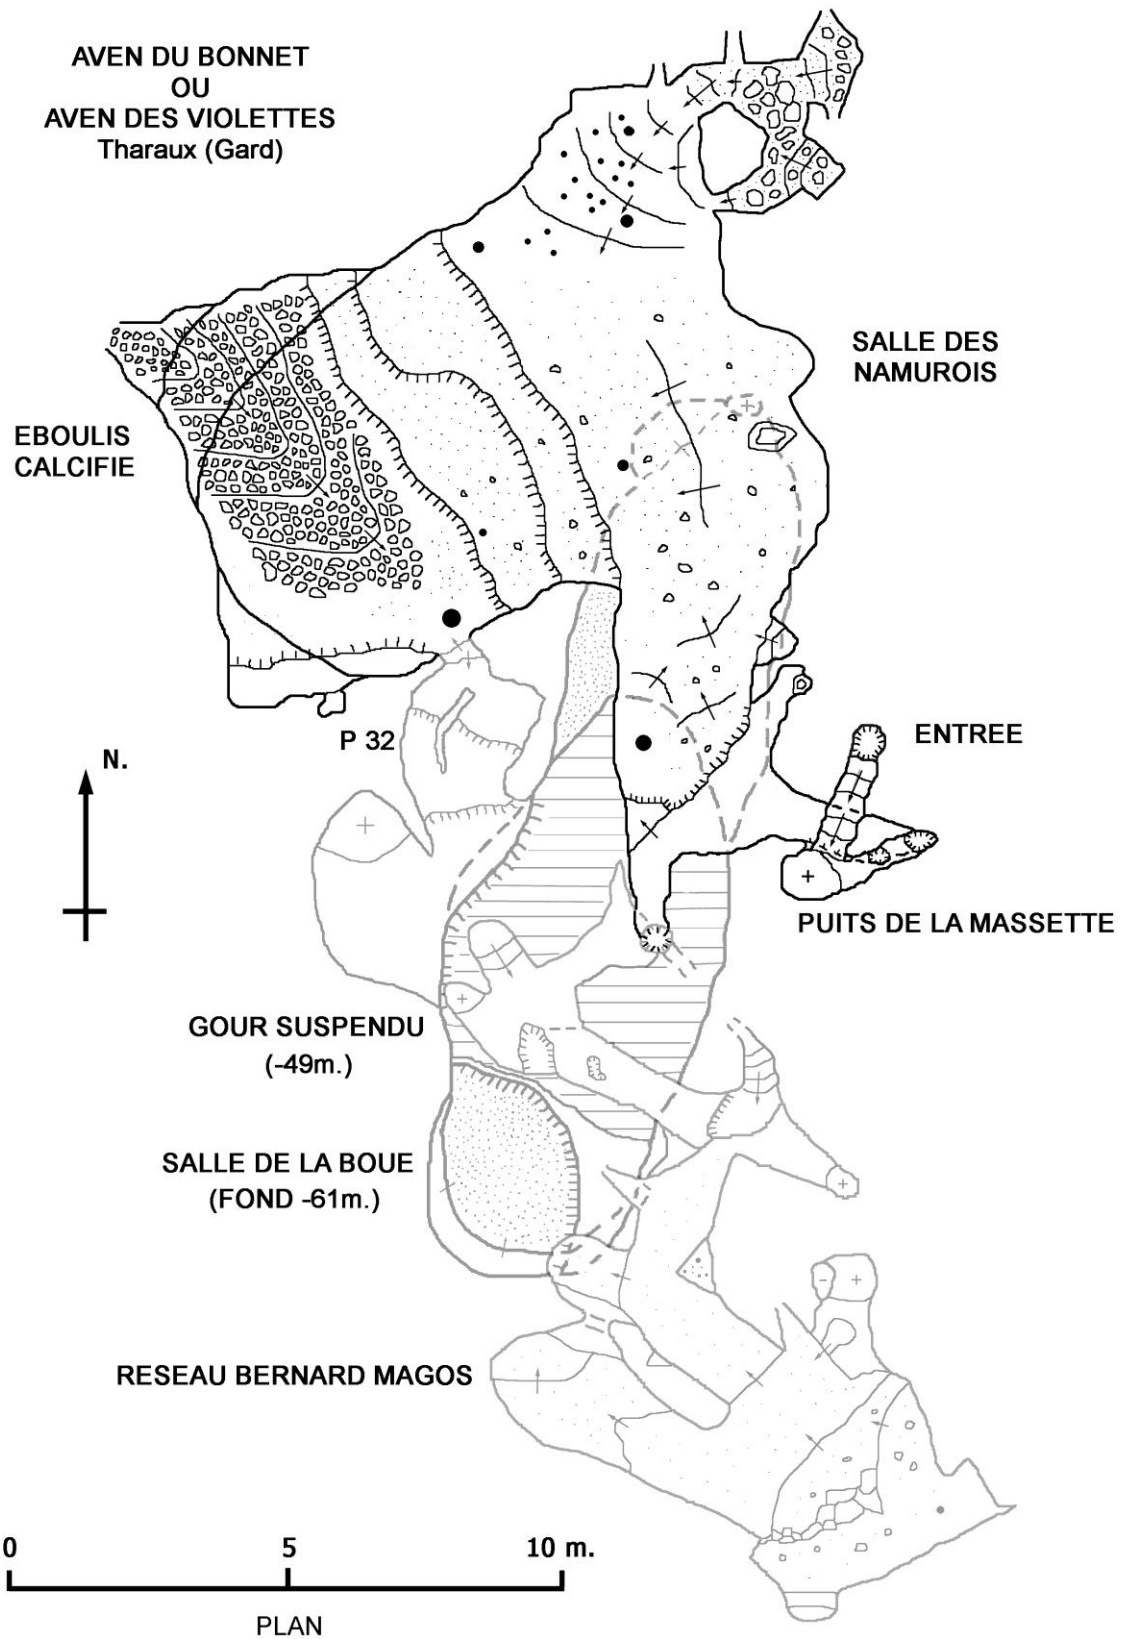 AVEN DU BONNET
OU
AVEN DES VIOLETTES
Tharaux (Gard)
SALLE DES
NAMUROIS
EBOULIS
CALCIFIE
P 32
ENTREE
N.
PUITS DE LA MASSETTE
GOUR SUSPENDU
(-49m.)
SALLE DE LA BOUE
(FOND -61m.)
RESEAU BERNARD MAGOS
0 5 10 m.
PLAN